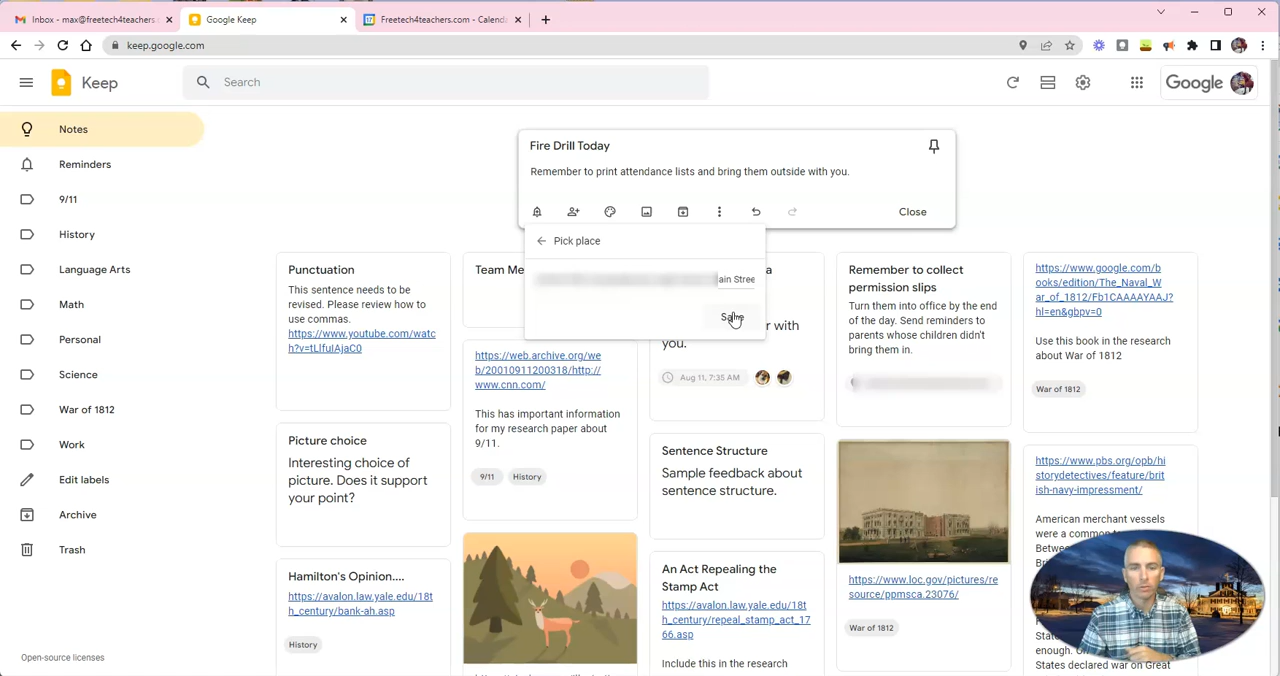 Inbox - max@freetech4teachers.c
Google Keep
Freetech4teachers.com - Calenda
keep.google.com
Keep
Search
Google
Notes
Reminders
9/11
History
Language Arts
Math
Personal
Science
War of 1812
Work
Edit labels
Archive
Trash
Open-source licenses
Fire Drill Today
Remember to print attendance lists and bring them outside with you.
Close
Pick place
ain Stree
Save
Punctuation
This sentence needs to be
revised. Please review how to
use commas.
https://www.youtube.com/watc
h?v=tLlfuIAjaC0
Picture choice
Interesting choice of
picture. Does it support
your point?
Hamilton's Opinion....
https://avalon.law.yale.edu/18t
h_century/bank-ah.asp
History
Team Me
https://web.archive.org/we
b/20010911200318/http://
www.cnn.com/
This has important information
for my research paper about
9/11.
9/11
History
a
r with
you.
Aug 11, 7:35 AM
Sentence Structure
Sample feedback about
sentence structure.
An Act Repealing the
Stamp Act
https://avalon.law.yale.edu/18t
h_century/repeal_stamp_act_17
66.asp
Include this in the research
Remember to collect
permission slips
Turn them into office by the end
of the day. Send reminders to
parents whose children didn't
bring them in.
https://www.loc.gov/pictures/re
source/ppmsca.23076/
War of 1812
https://www.google.com/b
ooks/edition/The_Naval_W
ar_of_1812/Fb1CAAAAYAAJ?
hl=en&gbpv=0
Use this book in the research
about War of 1812
War of 1812
https://www.pbs.org/opb/hi
storydetectives/feature/brit
ish-navy-impressment/
American merchant vessels
were a common
Betwe
Brit
enough. O
States declared war on Great